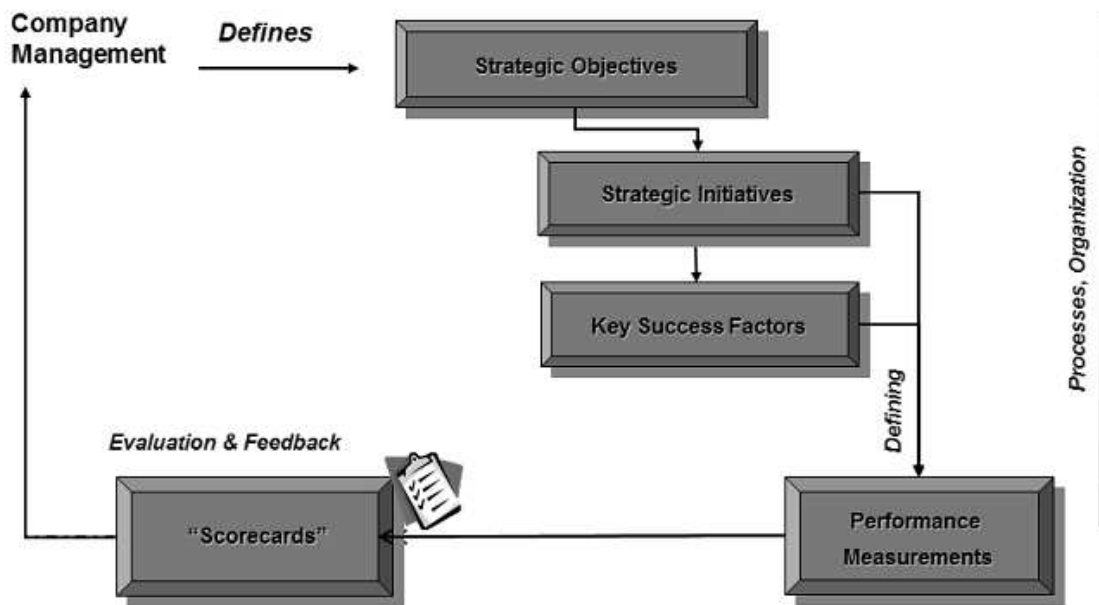 Company
Management
Defines
Strategic Objectives
Strategic Initiatives
Key Success Factors
Processes, Organization
Defining
Evaluation & Feedback
“Scorecards”
Performance
Measurements